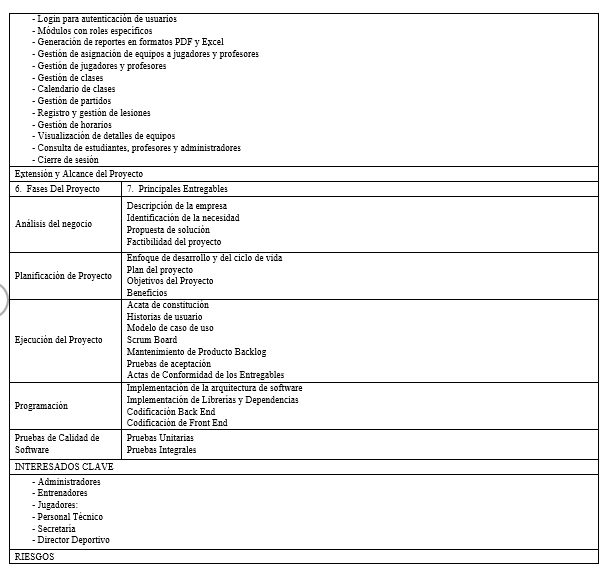 - Login para autenticación de usuarios
- Módulos con roles específicos
- Generación de reportes en formatos PDF y Excel
- Gestión de asignación de equipos a jugadores y profesores
- Gestión de jugadores y profesores
- Gestión de clases
- Calendario de clases
- Gestión de partidos
- Registro y gestión de lesiones
- Gestión de horarios
- Visualización de detalles de equipos
- Consulta de estudiantes, profesores y administradores
- Cierre de sesión
Extensión y Alcance del Proyecto
6. Fases Del Proyecto
7. Principales Entregables
Análisis del negocio
Descripción de la empresa
Identificación de la necesidad
Propuesta de solución
Factibilidad del proyecto
Planificación de Proyecto
Enfoque de desarrollo y del ciclo de vida
Plan del proyecto
Objetivos del Proyecto
Beneficios
Ejecución del Proyecto
Acata de constitución
Historias de usuario
Modelo de caso de uso
Scrum Board
Mantenimiento de Producto Backlog
Pruebas de aceptación
Actas de Conformidad de los Entregables
Programación
Implementación de la arquitectura de software
Implementación de Librerías y Dependencias
Codificación Back End
Codificación de Front End
Pruebas de Calidad de
Software
Pruebas Unitarias
Pruebas Integrales
INTERESADOS CLAVE
- Administradores
- Entrenadores
- Jugadores:
- Personal Técnico
- Secretaria
- Director Deportivo
RIESGOS